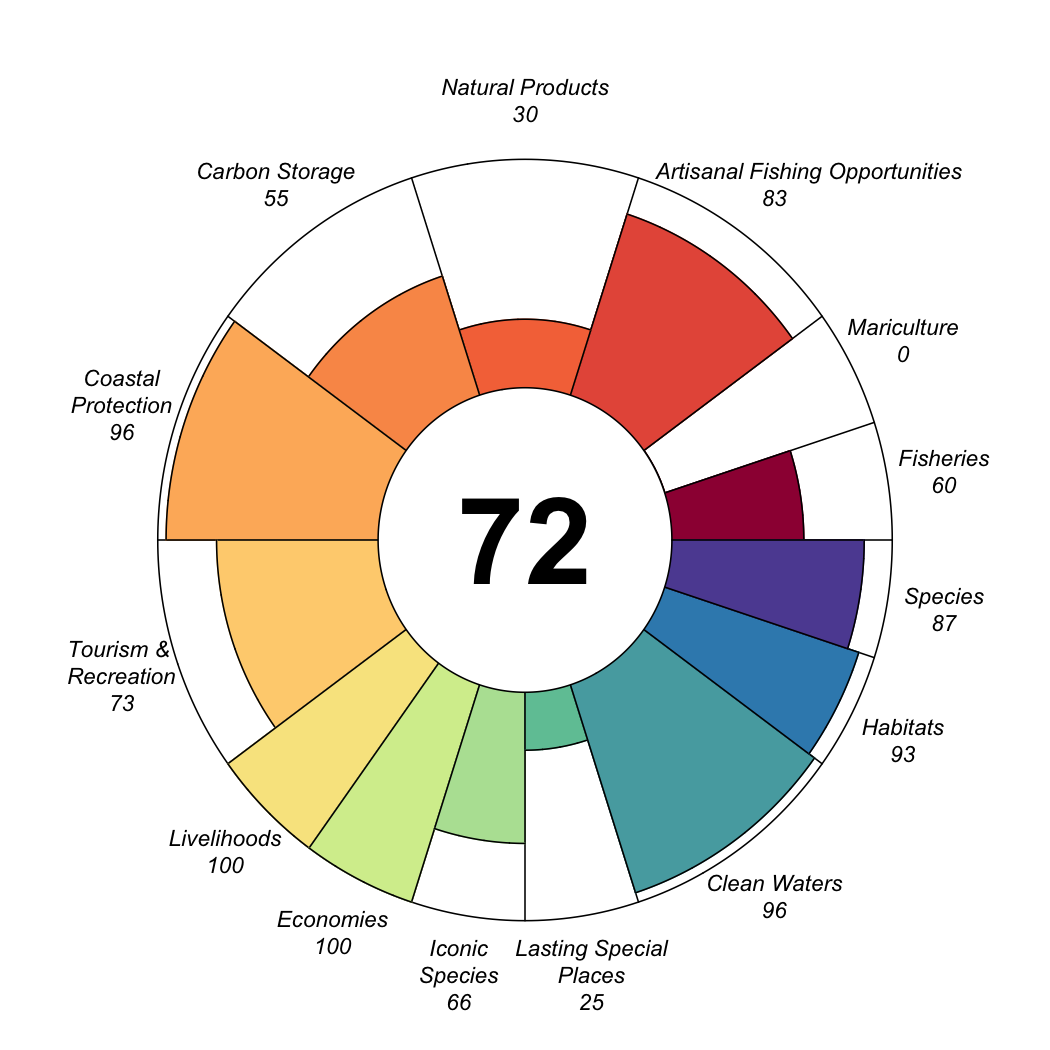 Natural Products
30
Carbon Storage
55
Artisanal Fishing Opportunities
83
Mariculture
0
Coastal
Protection
96
Fisheries
60
72
Species
87
Tourism &
Recreation
73
Habitats
93
Livelihoods
100
Clean Waters
96
Economies
100
Iconic
Species
66
Lasting Special
Places
25